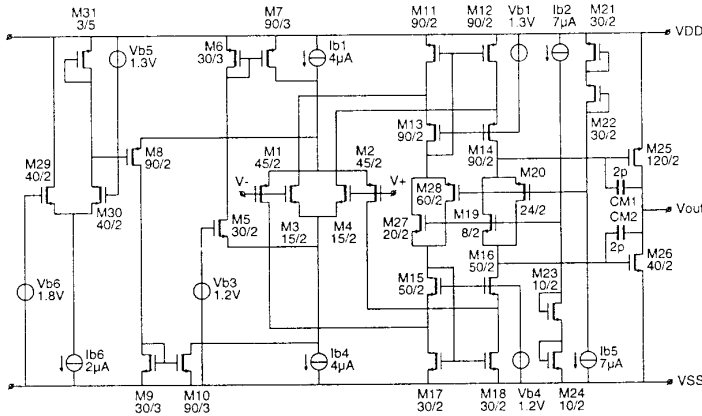 M31
3/5
M7
90/3
M11
90/2
M12
90/2
Vb1
1.3V
Ib2
7µA
M21
30/2
VDD
Vb5
1.3V
M6
30/3
Ib1
4µA
M22
30/2
M13
90/2
M14
90/2
M8
90/2
M1
45/2
M2
45/2
M25
120/2
M29
40/2
M30
40/2
V-
V+
M28
60/2
M20
24/2
2p
CM1
Vout
CM2
2p
M3
15/2
M4
15/2
M5
30/2
M27
20/2
M19
8/2
M16
50/2
M26
40/2
M15
50/2
M23
10/2
Vb6
1.8V
Vb3
1.2V
Ib6
2µA
Ib4
4µA
Ib5
7µA
VSS
M9
30/3
M10
90/3
M17
30/2
M18
30/2
Vb4
1.2V
M24
10/2